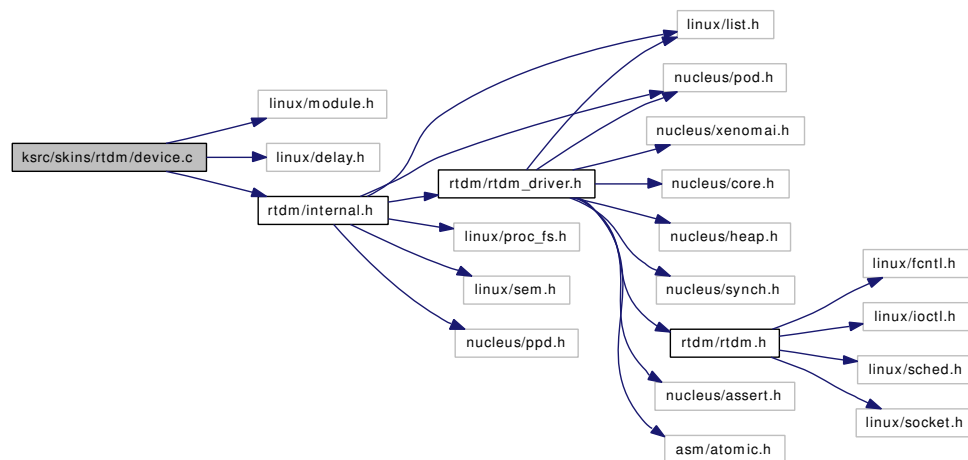 linux/list.h
nucleus/pod.h
linux/module.h
nucleus/xenomai.h
ksrc/skins/rtdm/device.c
linux/delay.h
rtdm/rtdm_driver.h
nucleus/core.h
rtdm/internal.h
linux/proc_fs.h
nucleus/heap.h
linux/fcntl.h
linux/sem.h
nucleus/synch.h
linux/ioctl.h
nucleus/ppd.h
rtdm/rtdm.h
linux/sched.h
nucleus/assert.h
linux/socket.h
asm/atomic.h